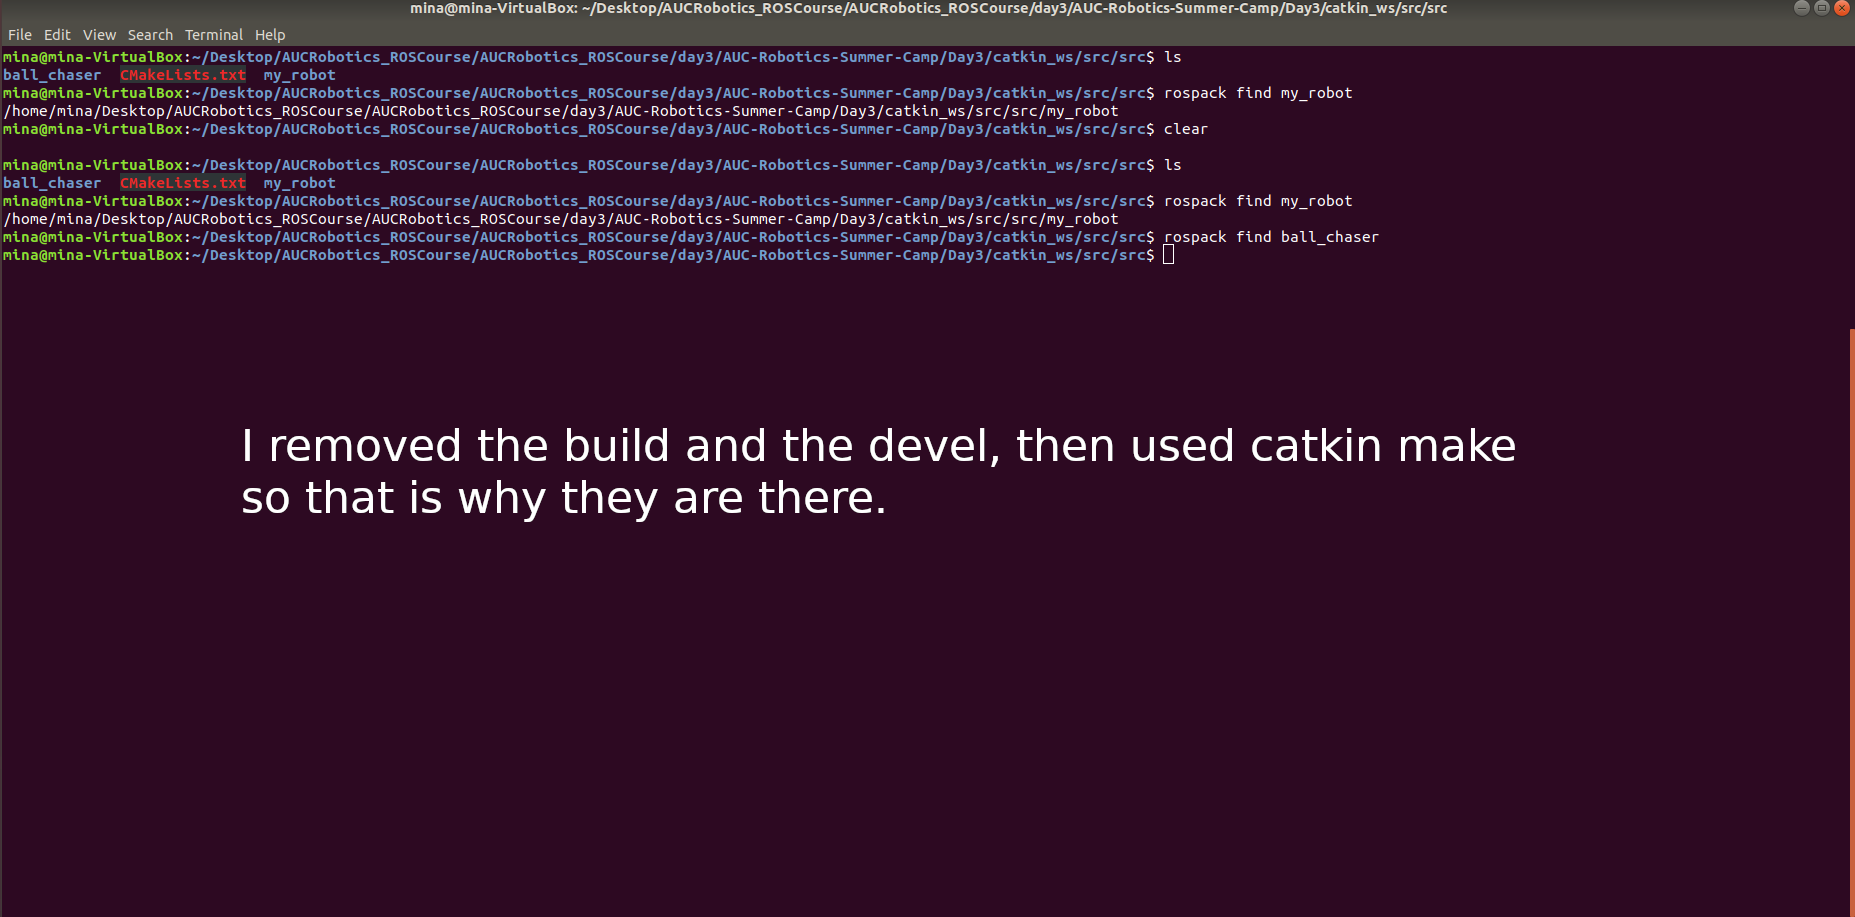 mina@mina-VirtualBox: ~/Desktop/AUCRobotics_ROSCourse/AUCRobotics_ROSCourse/day3/AUC-Robotics-Summer-Camp/Day3/catkin_ws/src/src
File Edit View Search Terminal Help
mina@mina-VirtualBox:~/Desktop/AUCRobotics_ROSCourse/AUCRobotics_ROSCourse/day3/AUC-Robotics-Summer-Camp/Day3/catkin_ws/src/src$ ls
ball_chaser CMakeLists.txt my_robot
mina@mina-VirtualBox:~/Desktop/AUCRobotics_ROSCourse/AUCRobotics_ROSCourse/day3/AUC-Robotics-Summer-Camp/Day3/catkin_ws/src/src$ rospack find my_robot
/home/mina/Desktop/AUCRobotics_ROSCourse/AUCRobotics_ROSCourse/day3/AUC-Robotics-Summer-Camp/Day3/catkin_ws/src/src/my_robot
mina@mina-VirtualBox:~/Desktop/AUCRobotics_ROSCourse/AUCRobotics_ROSCourse/day3/AUC-Robotics-Summer-Camp/Day3/catkin_ws/src/src$ clear
mina@mina-VirtualBox:~/Desktop/AUCRobotics_ROSCourse/AUCRobotics_ROSCourse/day3/AUC-Robotics-Summer-Camp/Day3/catkin_ws/src/src$ ls
ball_chaser CMakeLists.txt my_robot
mina@mina-VirtualBox:~/Desktop/AUCRobotics_ROSCourse/AUCRobotics_ROSCourse/day3/AUC-Robotics-Summer-Camp/Day3/catkin_ws/src/src$ rospack find my_robot
/home/mina/Desktop/AUCRobotics_ROSCourse/AUCRobotics_ROSCourse/day3/AUC-Robotics-Summer-Camp/Day3/catkin_ws/src/src/my_robot
mina@mina-VirtualBox:~/Desktop/AUCRobotics_ROSCourse/AUCRobotics_ROSCourse/day3/AUC-Robotics-Summer-Camp/Day3/catkin_ws/src/src$ rospack find ball_chaser
mina@mina-VirtualBox:~/Desktop/AUCRobotics_ROSCourse/AUCRobotics_ROSCourse/day3/AUC-Robotics-Summer-Camp/Day3/catkin_ws/src/src$
I removed the build and the devel, then used catkin make
so that is why they are there.